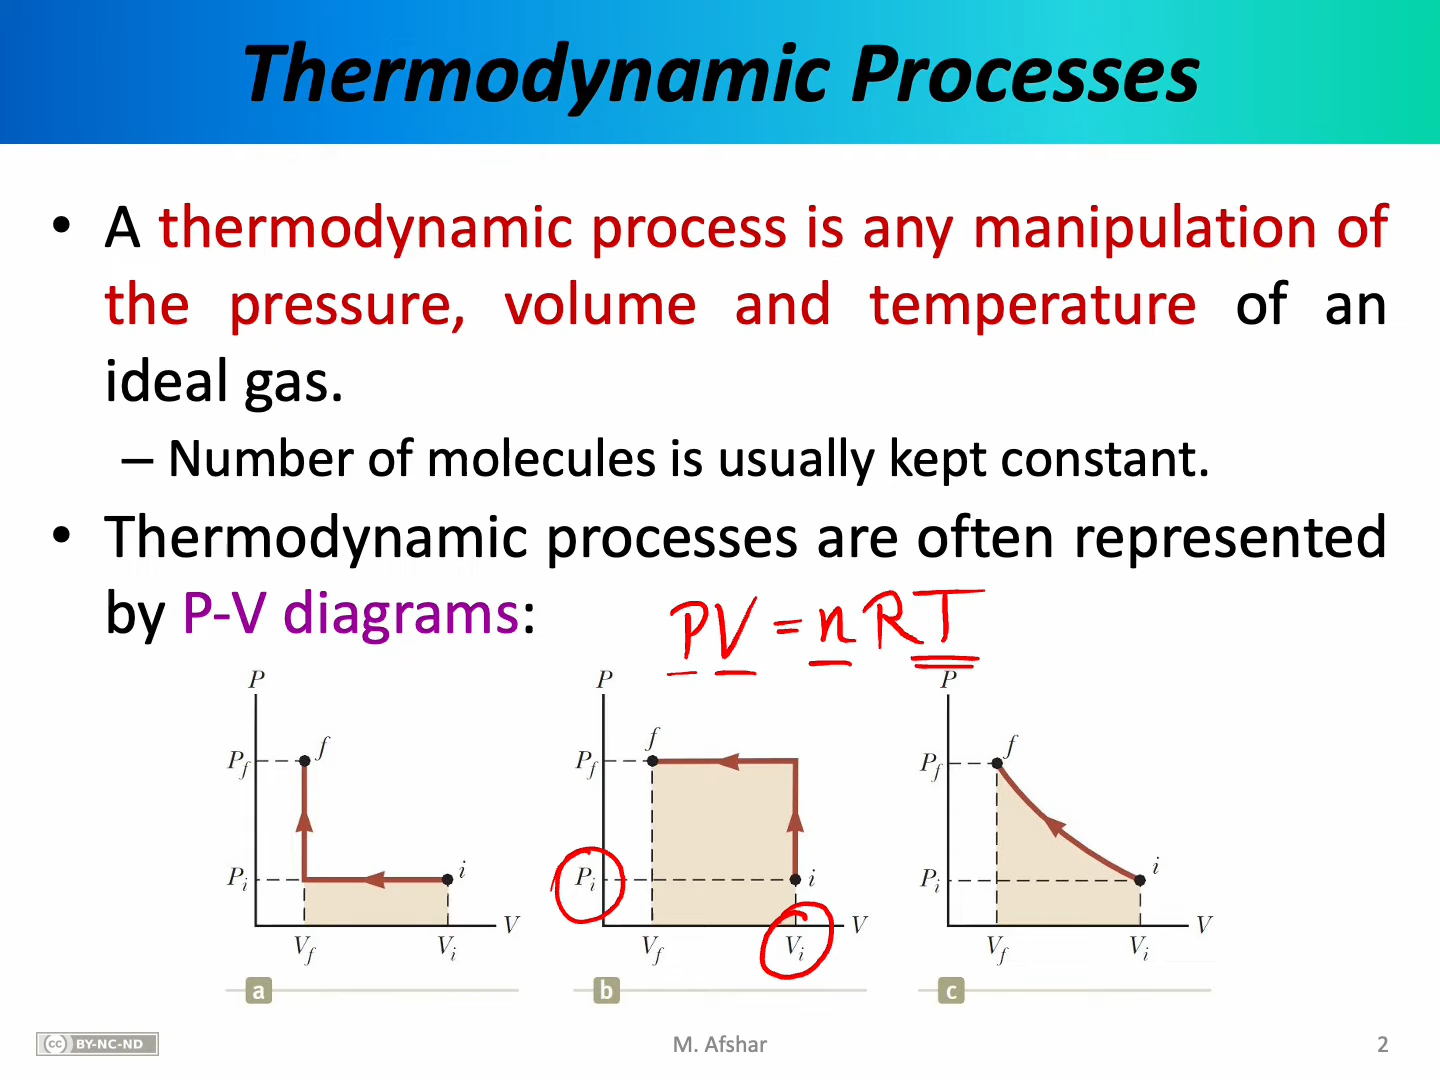 Thermodynamic Processes
• A thermodynamic process is any manipulation of
the pressure, volume and temperature of an
ideal gas.
– Number of molecules is usually kept constant.
• Thermodynamic processes are often represented
by P-V diagrams:
PV = nRT
P
P_f
f
P_i
i
V
V_f
V_i
a
P
P_f
f
P_i
i
V
V_f
V_i
b
P
P_f
f
P_i
i
V
V_f
V_i
c
cc BY-NC-ND
M. Afshar
2